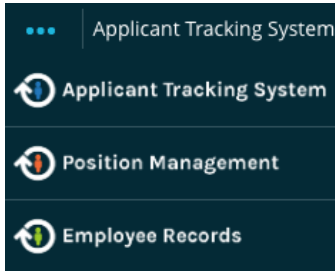 Applicant Tracking System
Applicant Tracking System
Position Management
Employee Records